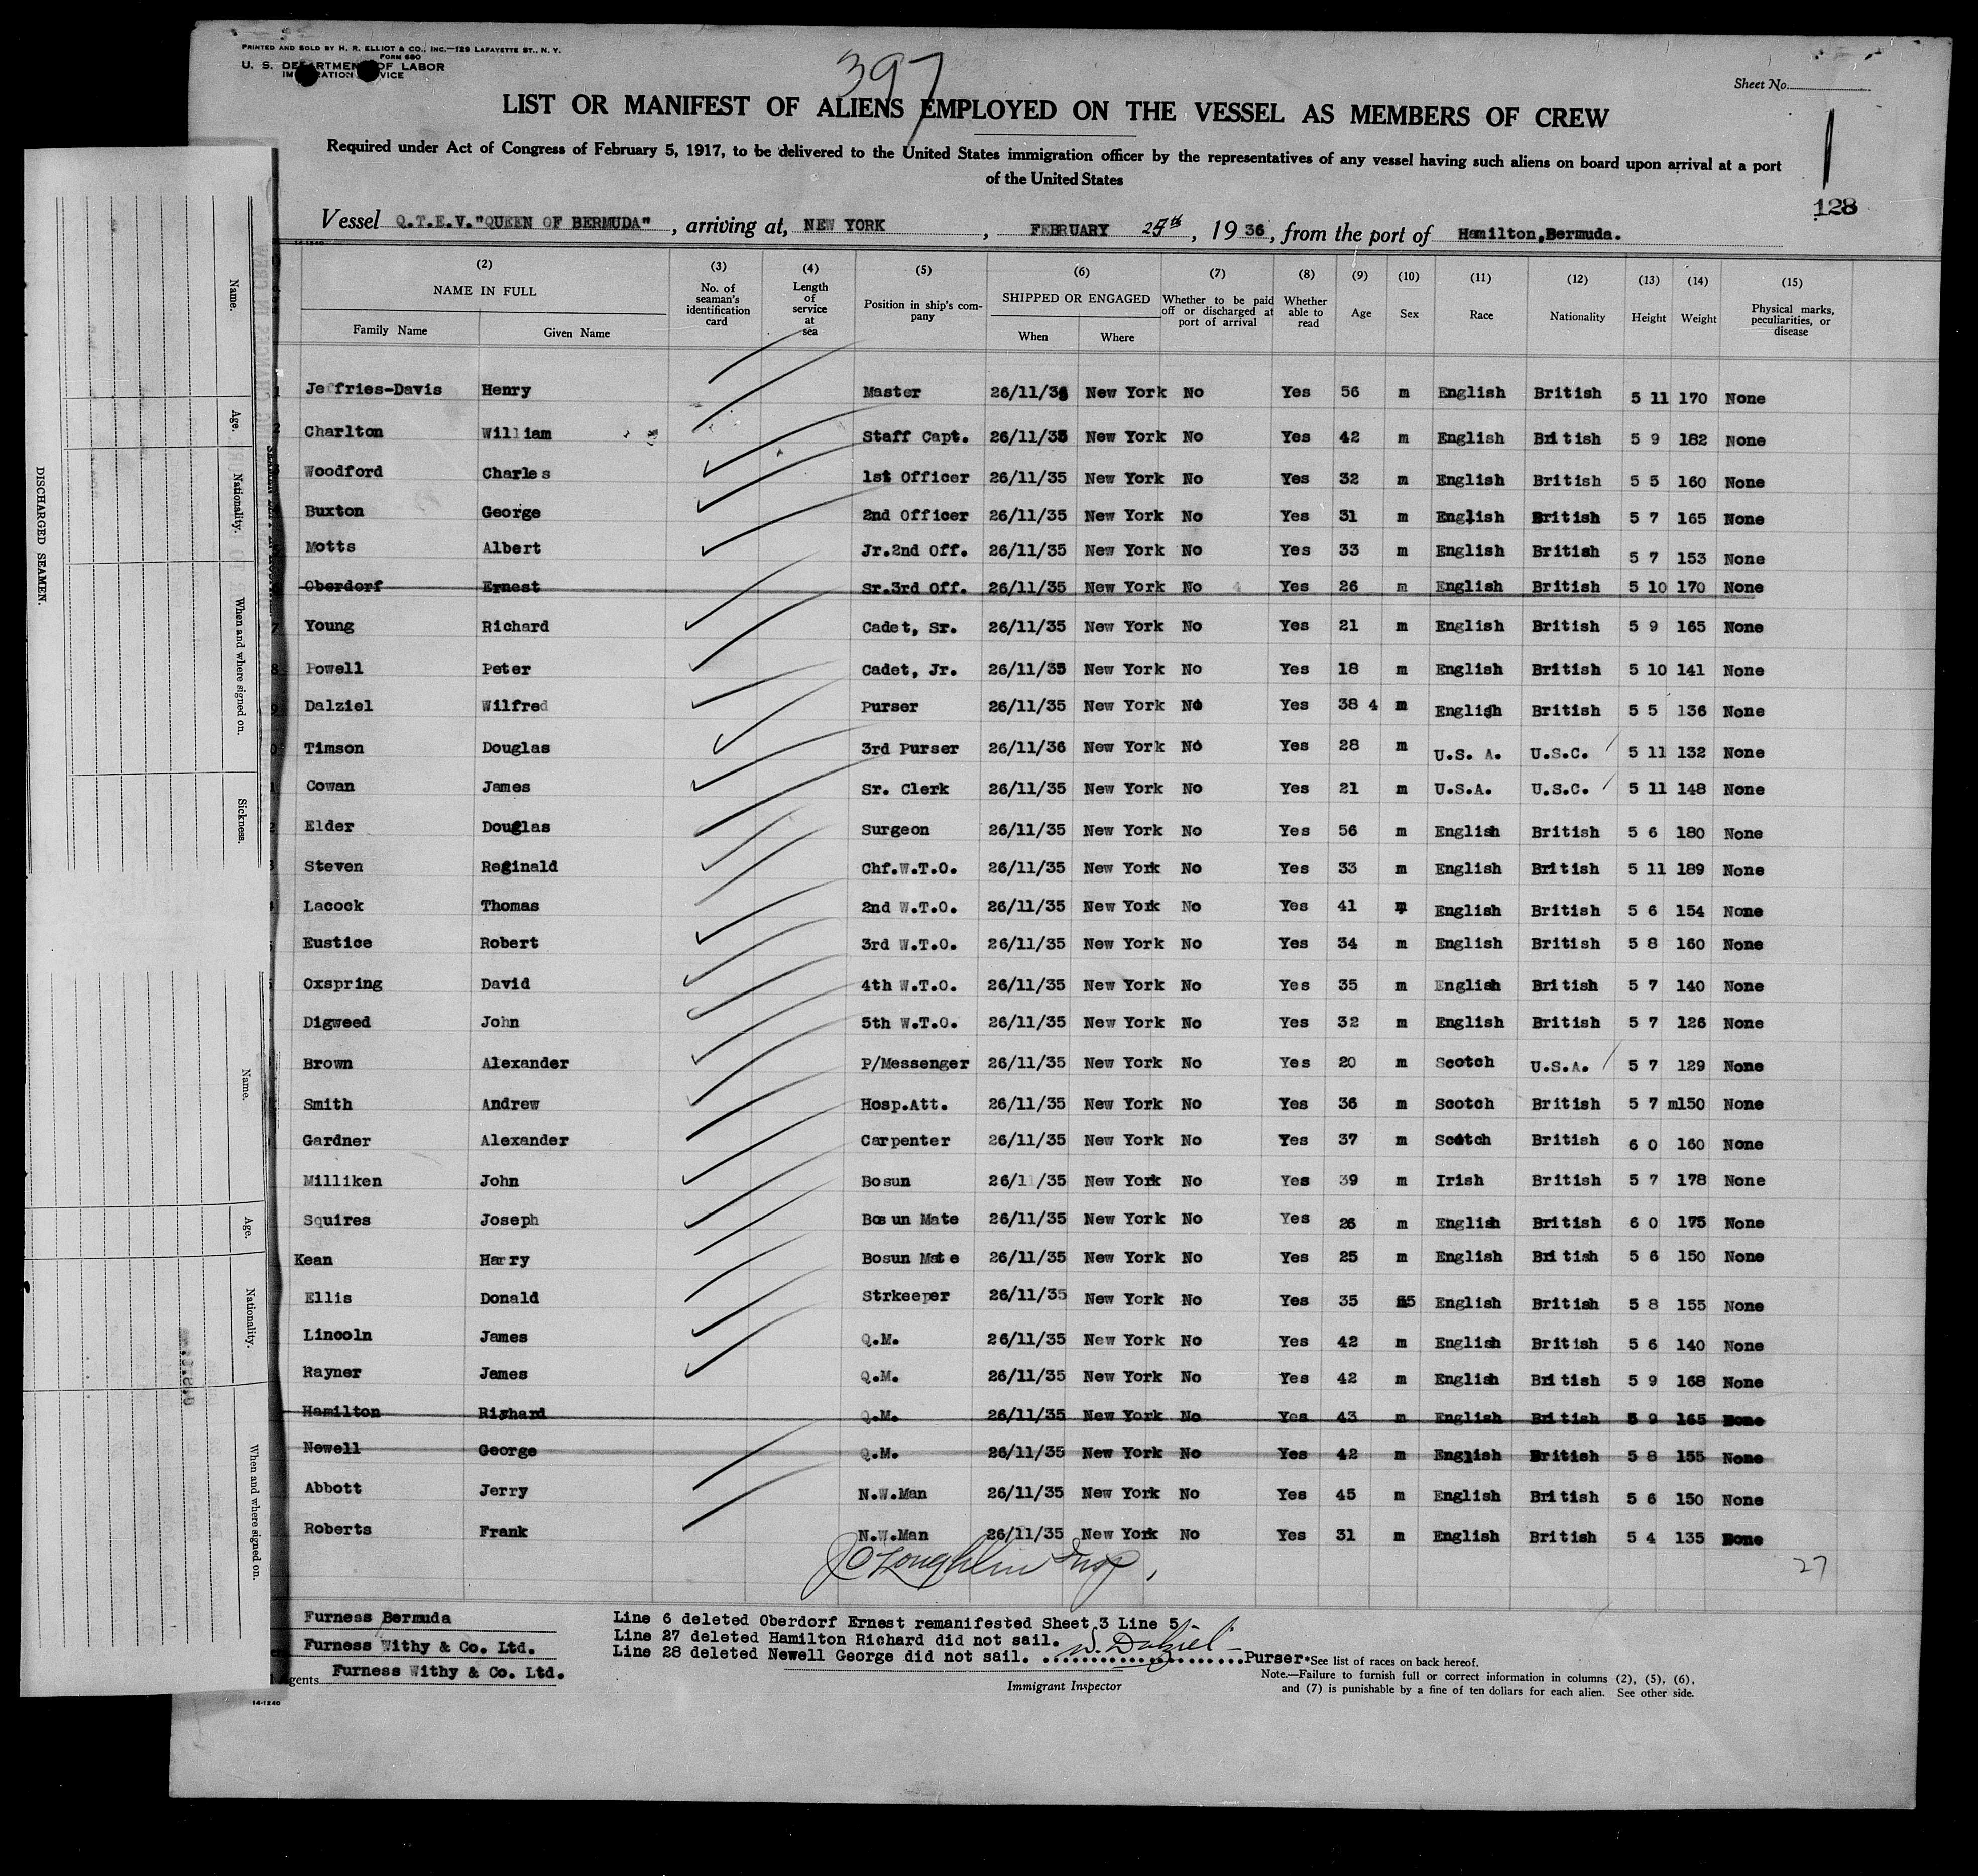 PRINTED AND SOLD BY H. R. ELLIOT & CO., INC.—129 LAFAYETTE ST., N. Y.
FORM 680
U. S. DEPARTMENT OF LABOR
IMMIGRATION SERVICE
397
Sheet No.
1
LIST OR MANIFEST OF ALIENS EMPLOYED ON THE VESSEL AS MEMBERS OF CREW
Required under Act of Congress of February 5, 1917, to be delivered to the United States immigration officer by the representatives of any vessel having such aliens on board upon arrival at a port
of the United States
128
Vessel Q.T.E.V."QUEEN OF BERMUDA", arriving at, NEW YORK, FEBRUARY 25th, 1936, from the port of Hamilton,Bermuda.
14-1240
(2) (3) (4) (5) (6) (7) (8) (9) (10) (11) (12) (13) (14) (15)
NAME IN FULL No. of seaman's identification card Length of service at sea Position in ship's company SHIPPED OR ENGAGED Whether to be paid off or discharged at port of arrival Whether able to read Age Sex Race Nationality Height Weight Physical marks, peculiarities, or disease
Family Name Given Name When Where
Jeffries-Davis Henry Master 26/11/35 New York No Yes 56 m English British 5 11 170 None
Charlton William Staff Capt. 26/11/35 New York No Yes 42 m English British 5 9 182 None
Woodford Charles 1st Officer 26/11/35 New York No Yes 32 m English British 5 5 160 None
Buxton George 2nd Officer 26/11/35 New York No Yes 31 m English British 5 7 165 None
Motts Albert Jr.2nd Off. 26/11/35 New York No Yes 33 m English British 5 7 153 None
Oberdorf Ernest Sr.3rd Off. 26/11/35 New York No 4 Yes 26 m English British 5 10 170 None
7 Young Richard Cadet, Sr. 26/11/35 New York No Yes 21 m English British 5 9 165 None
8 Powell Peter Cadet, Jr. 26/11/35 New York No Yes 18 m English British 5 10 141 None
9 Dalziel Wilfred Purser 26/11/35 New York No Yes 38 4 m English British 5 5 136 None
Timson Douglas 3rd Purser 26/11/36 New York No Yes 28 m U.S. A. U.S.C. 5 11 132 None
Cowan James Sr. Clerk 26/11/35 New York No Yes 21 m U.S.A. U.S.C. 5 11 148 None
Elder Douglas Surgeon 26/11/35 New York No Yes 56 m English British 5 6 180 None
Steven Reginald Chf.W.T.O. 26/11/35 New York No Yes 33 m English British 5 11 189 None
Lacock Thomas 2nd W.T.O. 26/11/35 New York No Yes 41 m English British 5 6 154 None
Eustice Robert 3rd W.T.O. 26/11/35 New York No Yes 34 m English British 5 8 160 None
Oxspring David 4th W.T.O. 26/11/35 New York No Yes 35 m English British 5 7 140 None
Digweed John 5th W.T.O. 26/11/35 New York No Yes 32 m English British 5 7 126 None
Brown Alexander P/Messenger 26/11/35 New York No Yes 20 m Scotch U.S.A. 5 7 129 None
Smith Andrew Hosp.Att. 26/11/35 New York No Yes 36 m Scotch British 5 7 m150 None
Gardner Alexander Carpenter 26/11/35 New York No Yes 37 m Scotch British 6 0 160 None
Milliken John Bosun 26/11/35 New York No Yes 39 m Irish British 5 7 178 None
Squires Joseph Bosun Mate 26/11/35 New York No Yes 26 m English British 6 0 175 None
Kean Harry Bosun Mate 26/11/35 New York No Yes 25 m English British 5 6 150 None
Ellis Donald Strkeeper 26/11/35 New York No Yes 35 35 English British 5 8 155 None
Lincoln James Q.M. 26/11/35 New York No Yes 42 m English British 5 6 140 None
Rayner James Q.M. 26/11/35 New York No Yes 42 m English British 5 9 168 None
Hamilton Richard Q.M. 26/11/35 New York No Yes 43 m English British 5 9 165 None
Newell George Q.M. 26/11/35 New York No Yes 42 m English British 5 8 155 None
Abbott Jerry N.W.Man 26/11/35 New York No Yes 45 m English British 5 6 150 None
Roberts Frank N.W.Man 26/11/35 New York No Yes 31 m English British 5 4 135 None
27
Furness Bermuda
Furness Withy & Co. Ltd.
Agents Furness Withy & Co. Ltd.
Line 6 deleted Oberdorf Ernest remanifested Sheet 3 Line 5
Line 27 deleted Hamilton Richard did not sail.
Line 28 deleted Newell George did not sail. W. Dalziel Purser
Immigrant Inspector
*See list of races on back hereof.
Note.—Failure to furnish full or correct information in columns (2), (5), (6),
and (7) is punishable by a fine of ten dollars for each alien. See other side.
14-1240
DISCHARGED SEAMEN.
Name.
Age.
Nationality.
When and where signed on.
Sickness.
Name.
Age.
Nationality.
When and where signed on.